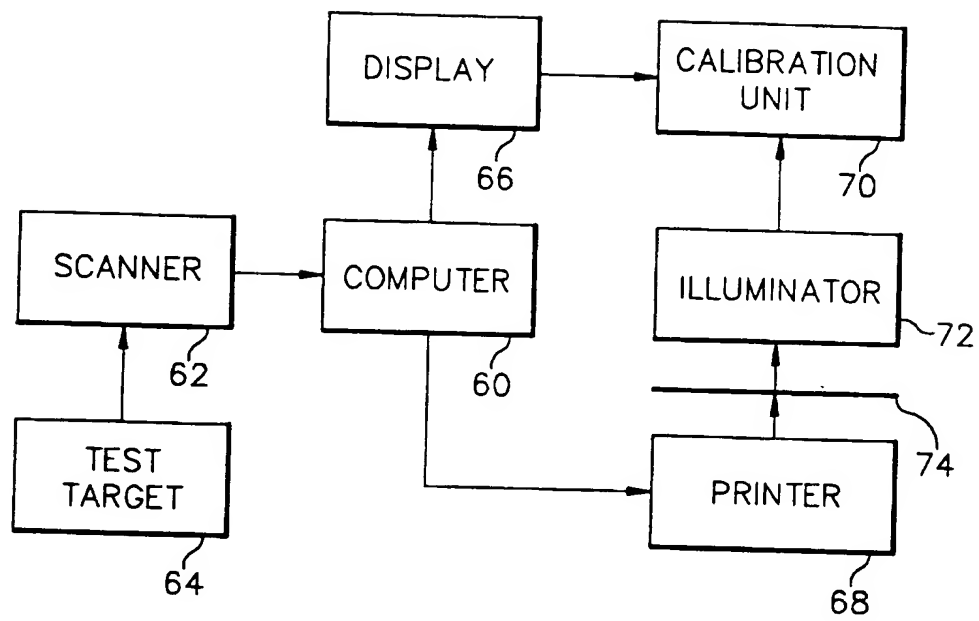 DISPLAY
66
CALIBRATION
UNIT
70
SCANNER
62
COMPUTER
60
ILLUMINATOR
72
74
TEST
TARGET
64
PRINTER
68